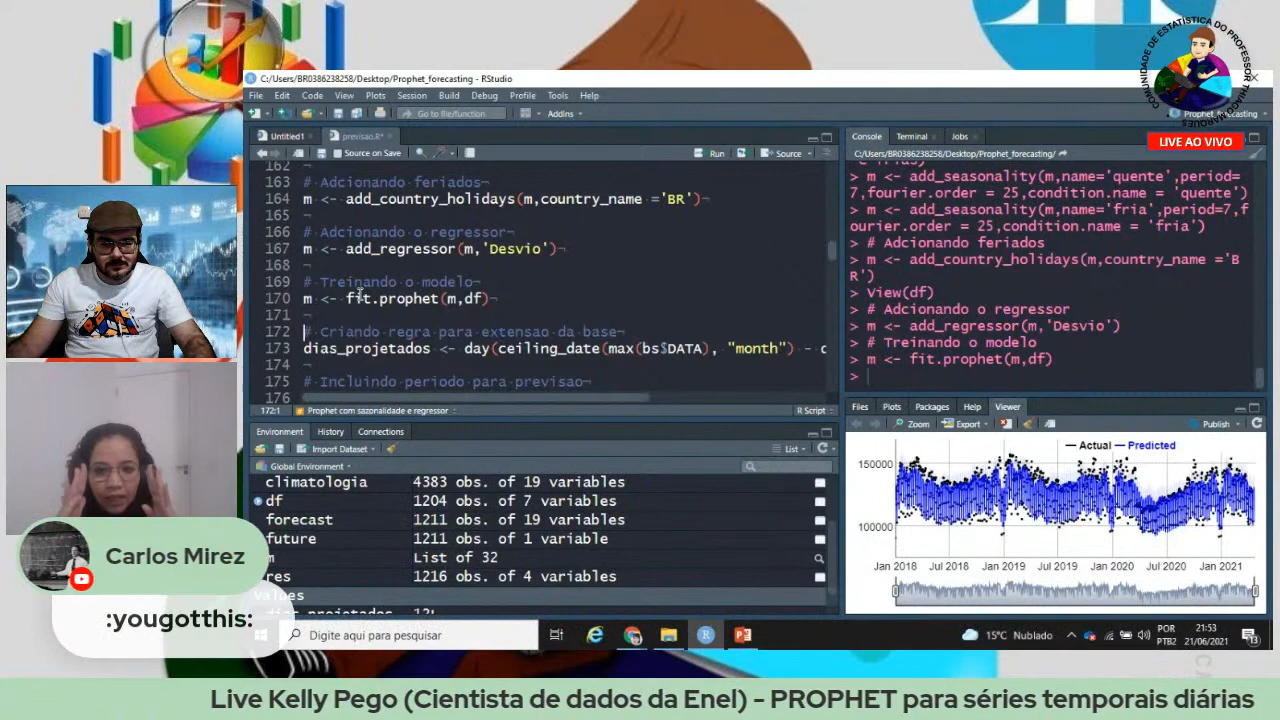 COMUNIDADE DE ESTATÍSTICA DO PROFESSOR THIAGO MARQUES
LIVE AO VIVO
C:/Users/BR0386238258/Desktop/Prophet_forecasting - RStudio
File Edit Code View Plots Session Build Debug Profile Tools Help
Go to file/function Addins
Untitled1 previsao.R*
Source on Save Run Source
162
163 # Adcionando feriados
164 m <- add_country_holidays(m,country_name ='BR')
165
166 # Adcionando o regressor
167 m <- add_regressor(m,'Desvio')
168
169 # Treinando o modelo
170 m <- fit.prophet(m,df)
171
172 # Criando regra para extensao da base
173 dias_projetados <- day(ceiling_date(max(bs$DATA), "month") -
174
175 # Incluindo periodo para previsao
176
172:1 Prophet com sazonalidade e regressor R Script
Console Terminal Jobs
C:/Users/BR0386238258/Desktop/Prophet_forecasting/
> m <- add_seasonality(m,name='quente',period=
7,fourier.order = 25,condition.name = 'quente')
> m <- add_seasonality(m,name='fria',period=7,f
ourier.order = 25,condition.name = 'fria')
> # Adcionando feriados
> m <- add_country_holidays(m,country_name ='B
R')
> View(df)
> # Adcionando o regressor
> m <- add_regressor(m,'Desvio')
> # Treinando o modelo
> m <- fit.prophet(m,df)
>
Environment History Connections
Import Dataset List
Global Environment
climatologia 4383 obs. of 19 variables
df 1204 obs. of 7 variables
forecast 1211 obs. of 19 variables
future 1211 obs. of 1 variable
m List of 32
res 1216 obs. of 4 variables
Values
dias_projetados
Files Plots Packages Help Viewer
Zoom Export Publish
Actual Predicted
150000
100000
Jan 2018 Jul 2018 Jan 2019 Jul 2019 Jan 2020 Jul 2020 Jan 2021
Carlos Mirez
:yougotthis:
Digite aqui para pesquisar
15°C Nublado
POR
PTB2
21:53
21/06/2021
13
Live Kelly Pego (Cientista de dados da Enel) - PROPHET para séries temporais diárias